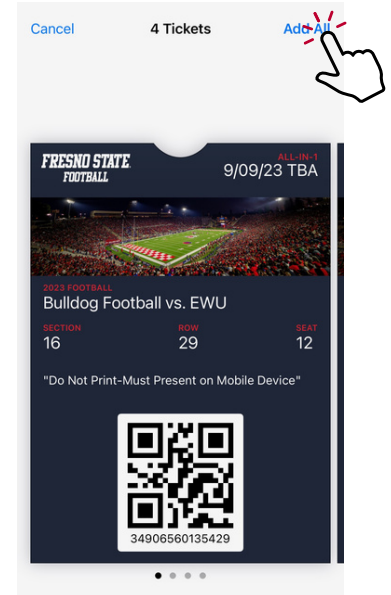 Cancel 4 Tickets Add All
FRESNO STATE
FOOTBALL
ALL-IN-1
9/09/23 TBA
2023 FOOTBALL
Bulldog Football vs. EWU
SECTION ROW SEAT
16 29 12
"Do Not Print-Must Present on Mobile Device"
34906560135429